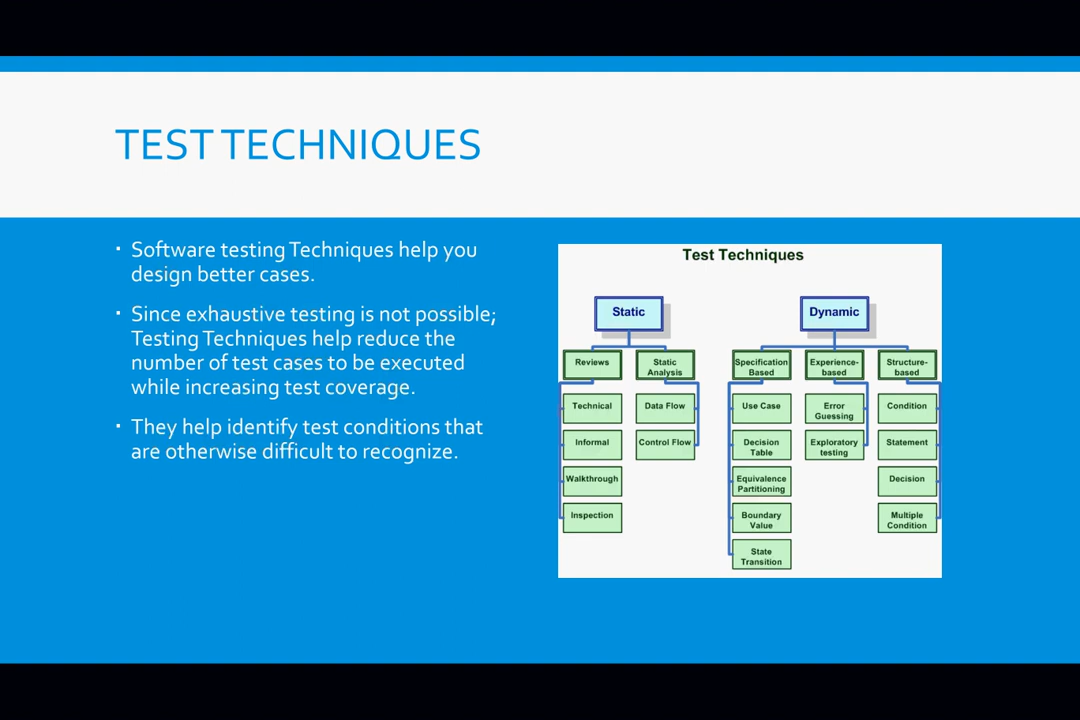 TEST TECHNIQUES
▪ Software testing Techniques help you
design better cases.
▪ Since exhaustive testing is not possible;
Testing Techniques help reduce the
number of test cases to be executed
while increasing test coverage.
▪ They help identify test conditions that
are otherwise difficult to recognize.
Test Techniques
Static
Reviews
Technical
Informal
Walkthrough
Inspection
Static
Analysis
Data Flow
Control Flow
Dynamic
Specification
Based
Use Case
Decision
Table
Equivalence
Partitioning
Boundary
Value
State
Transition
Experience-
based
Error
Guessing
Exploratory
testing
Structure-
based
Condition
Statement
Decision
Multiple
Condition